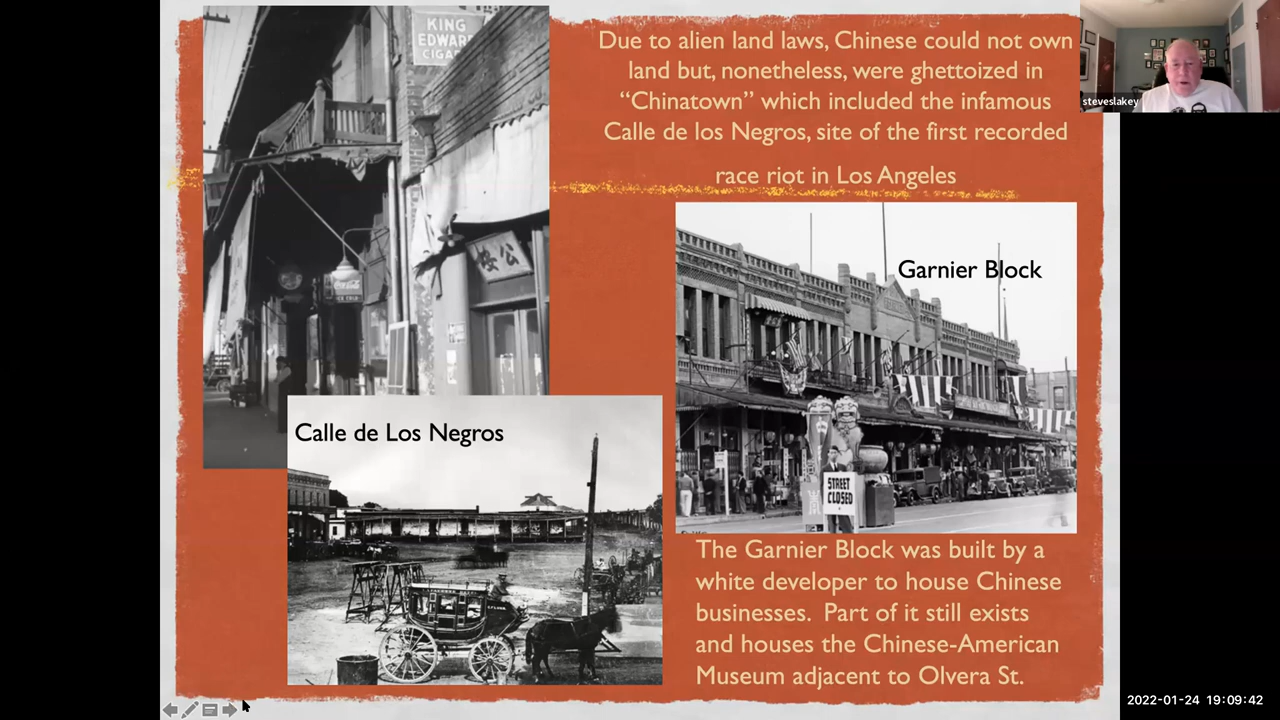 KING
EDWARD
CIGAR
Due to alien land laws, Chinese could not own
land but, nonetheless, were ghettoized in
“Chinatown” which included the infamous
Calle de los Negros, site of the first recorded
race riot in Los Angeles
steveslakey
公
Coca-Cola
Garnier Block
STREET
CLOSED
Calle de Los Negros
The Garnier Block was built by a
white developer to house Chinese
businesses.  Part of it still exists
and houses the Chinese-American
Museum adjacent to Olvera St.
2022-01-24 19:09:42